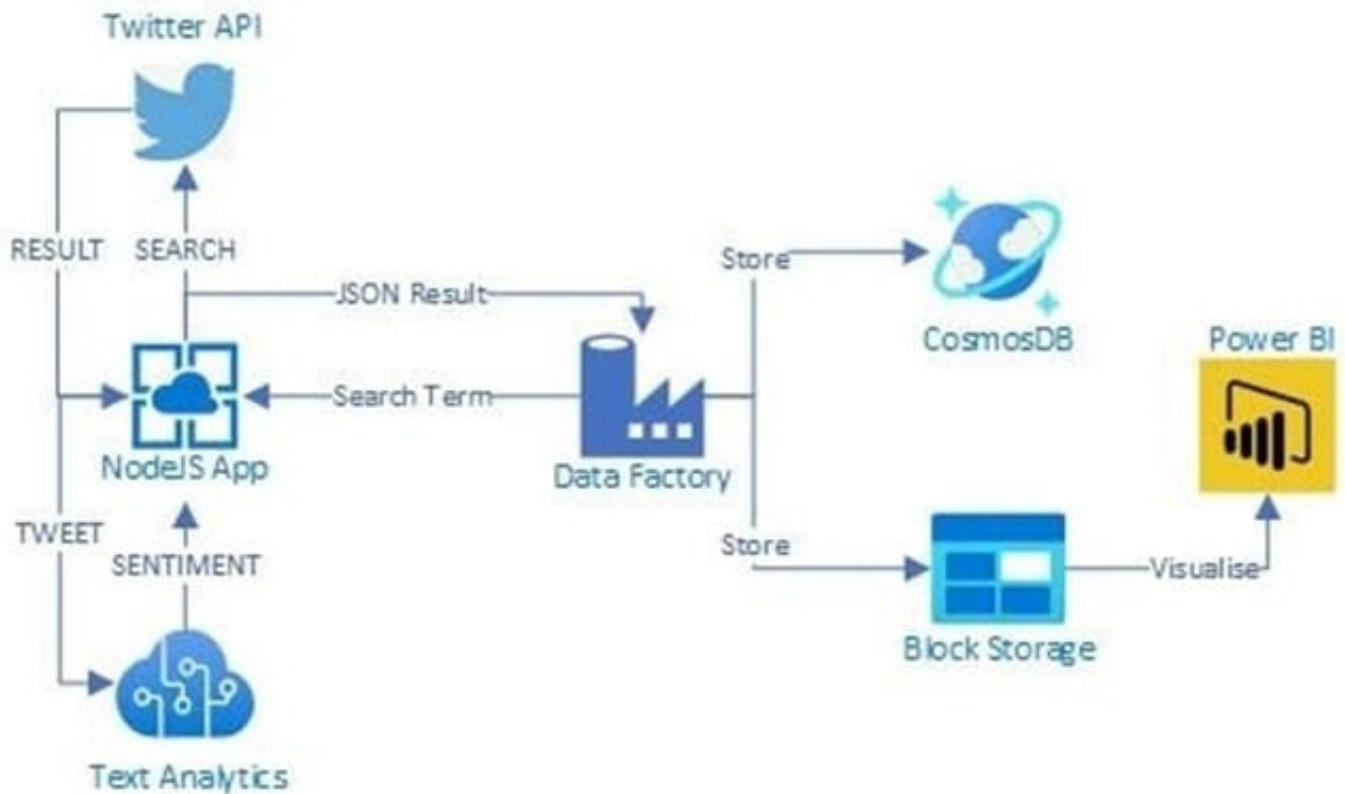 Twitter API
RESULT
SEARCH
JSON Result
Store
CosmosDB
Power BI
Search Term
NodeJS App
Data Factory
TWEET
SENTIMENT
Store
Visualise
Block Storage
Text Analytics